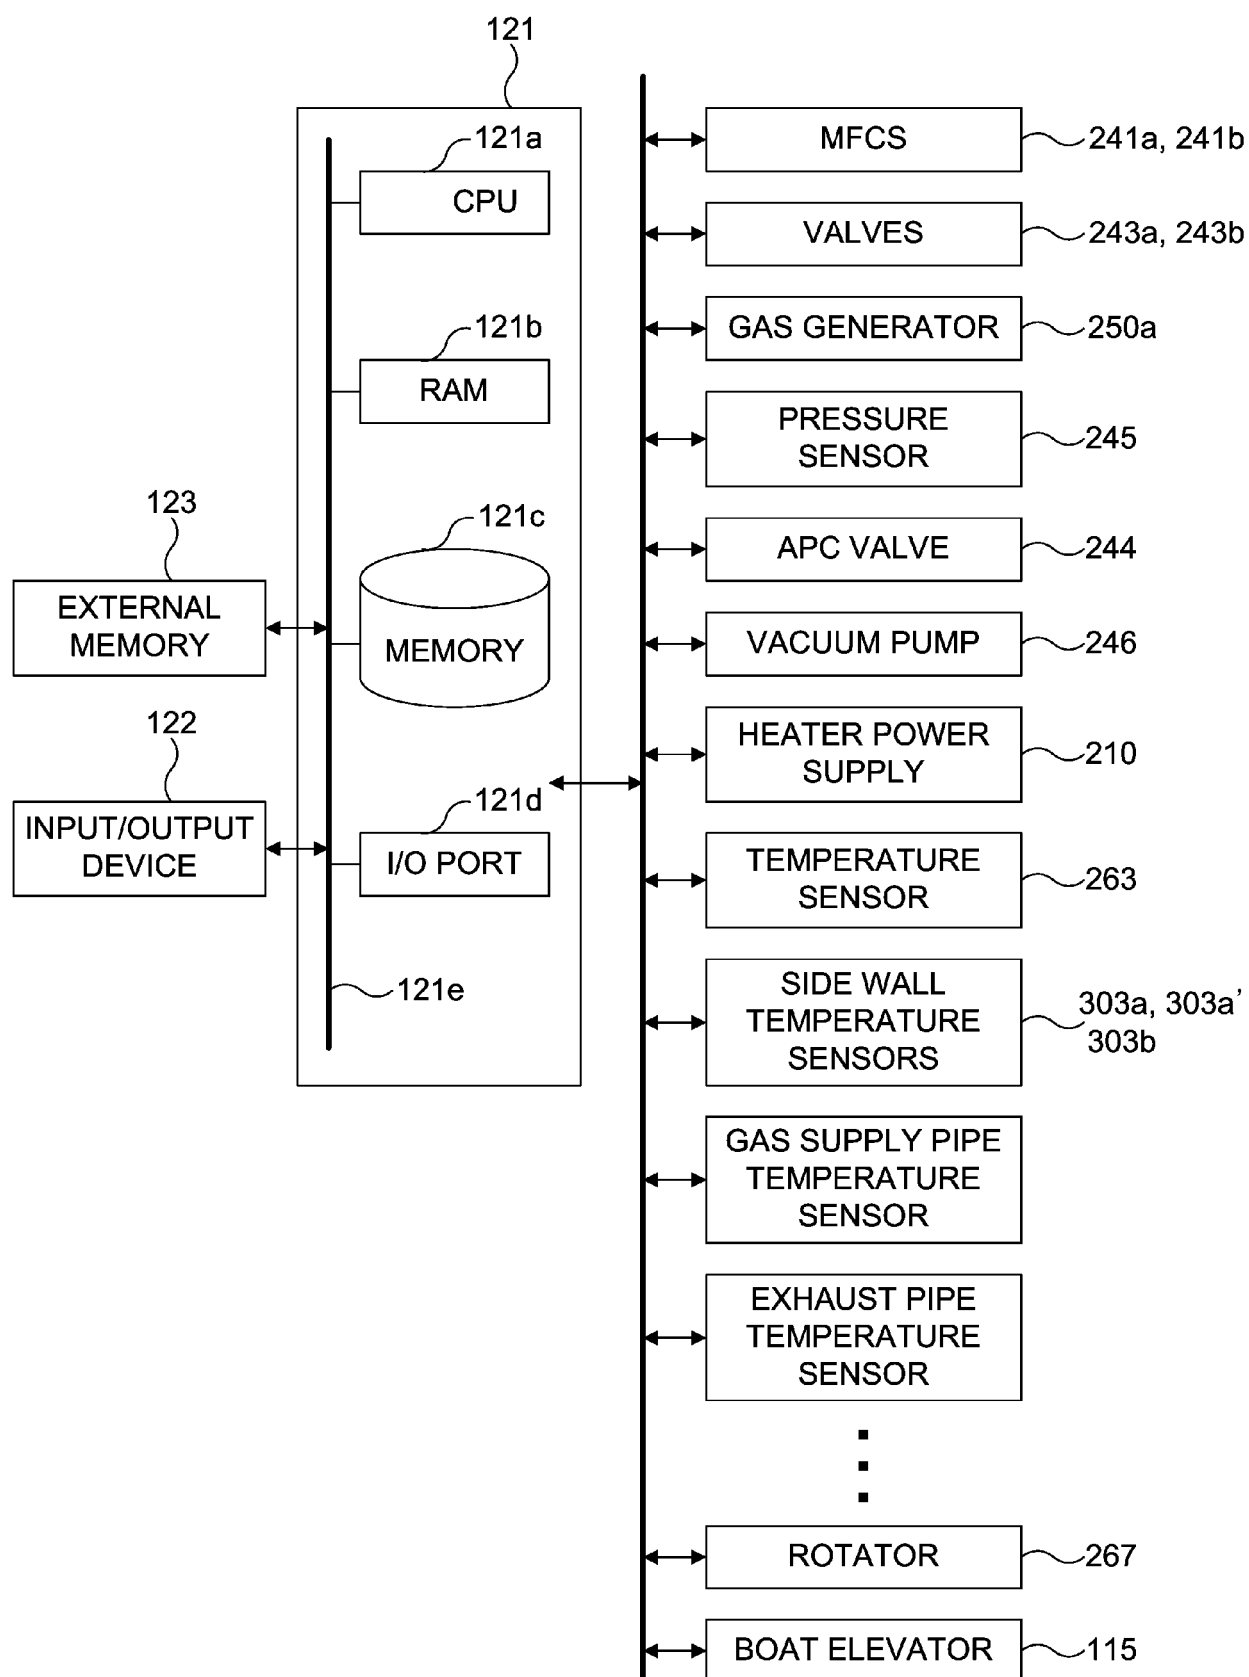 121
121a
CPU
121b
RAM
123
EXTERNAL
MEMORY
121c
MEMORY
122
INPUT/OUTPUT
DEVICE
121d
I/O PORT
121e
MFCS
241a, 241b
VALVES
243a, 243b
GAS GENERATOR
250a
PRESSURE
SENSOR
245
APC VALVE
244
VACUUM PUMP
246
HEATER POWER
SUPPLY
210
TEMPERATURE
SENSOR
263
SIDE WALL
TEMPERATURE
SENSORS
303a, 303a'
303b
GAS SUPPLY PIPE
TEMPERATURE
SENSOR
EXHAUST PIPE
TEMPERATURE
SENSOR
ROTATOR
267
BOAT ELEVATOR
115